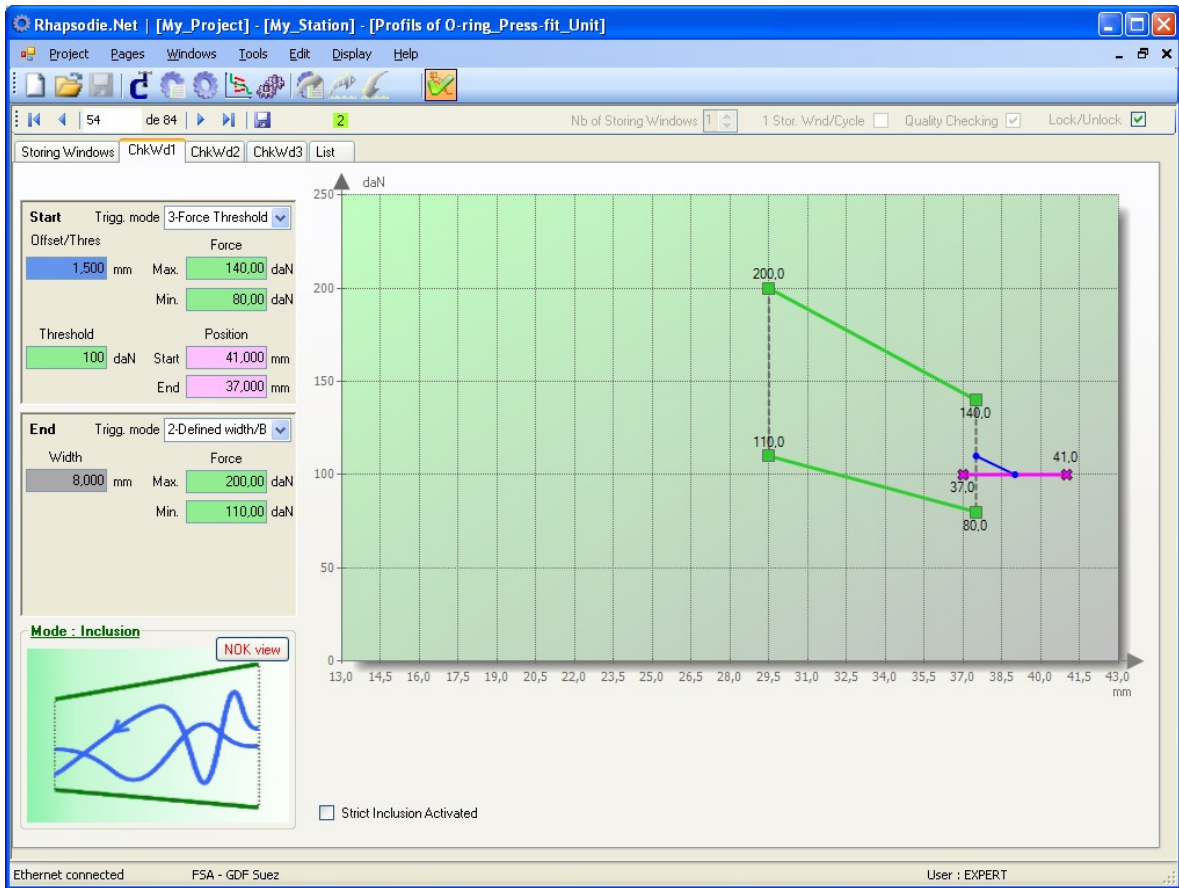 Rhapsodie.Net | [My_Project] - [My_Station] - [Profils of O-ring_Press-fit_Unit]
Project Pages Windows Tools Edit Display Help
54 de 84 2 Nb of Storing Windows 1 1 Stor. Wnd/Cycle Quality Checking Lock/Unlock
Storing Windows ChkWd1 ChkWd2 ChkWd3 List
Start Trigg. mode 3-Force Threshold
Offset/Thres Force
1,500 mm Max. 140,00 daN
Min. 80,00 daN
Threshold Position
100 daN Start 41,000 mm
End 37,000 mm
End Trigg. mode 2-Defined width/B
Width Force
8,000 mm Max. 200,00 daN
Min. 110,00 daN
Mode : Inclusion
NOK view
daN
250
200
150
100
50
0
200,0
140,0
110,0
41,0
37,0
80,0
13,0 14,5 16,0 17,5 19,0 20,5 22,0 23,5 25,0 26,5 28,0 29,5 31,0 32,5 34,0 35,5 37,0 38,5 40,0 41,5 43,0
mm
Strict Inclusion Activated
Ethernet connected FSA - GDF Suez User : EXPERT